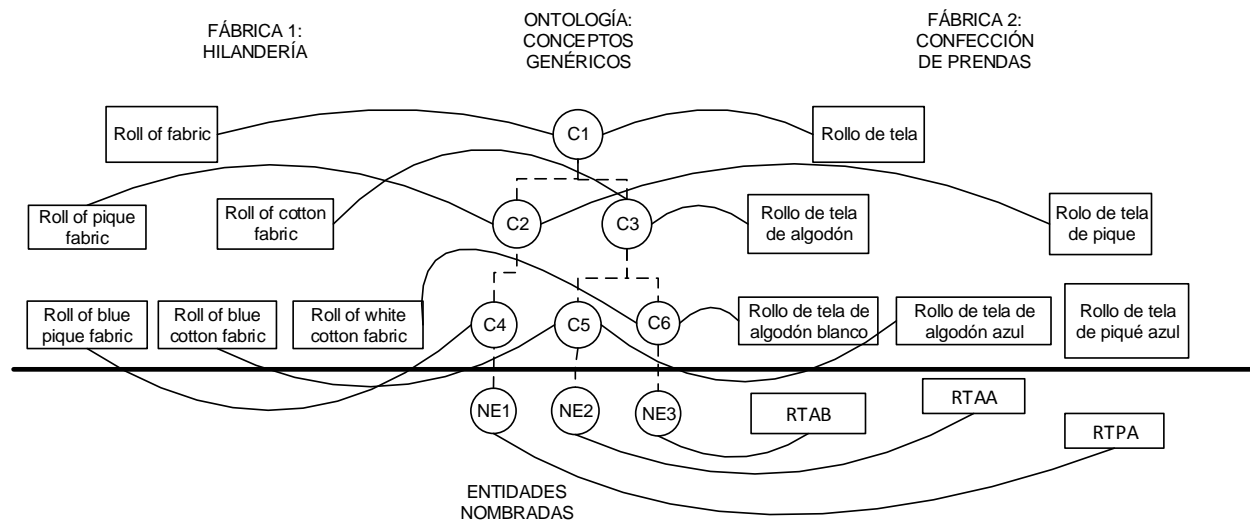 FÁBRICA 1:
HILANDERÍA
ONTOLOGÍA:
CONCEPTOS
GENÉRICOS
FÁBRICA 2:
CONFECCIÓN
DE PRENDAS
Roll of fabric
C1
Rollo de tela
Roll of pique
fabric
Roll of cotton
fabric
C2
C3
Rollo de tela
de algodón
Rolo de tela
de pique
Roll of blue
pique fabric
Roll of blue
cotton fabric
Roll of white
cotton fabric
C4
C5
C6
Rollo de tela de
algodón blanco
Rollo de tela de
algodón azul
Rollo de tela
de piqué azul
NE1
NE2
NE3
RTAB
RTAA
RTPA
ENTIDADES
NOMBRADAS